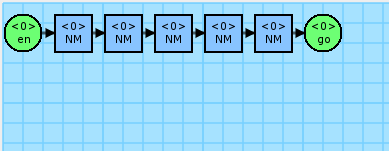 <0> <0> <0> <0> <0> <0> <0>
en NM NM NM NM NM go